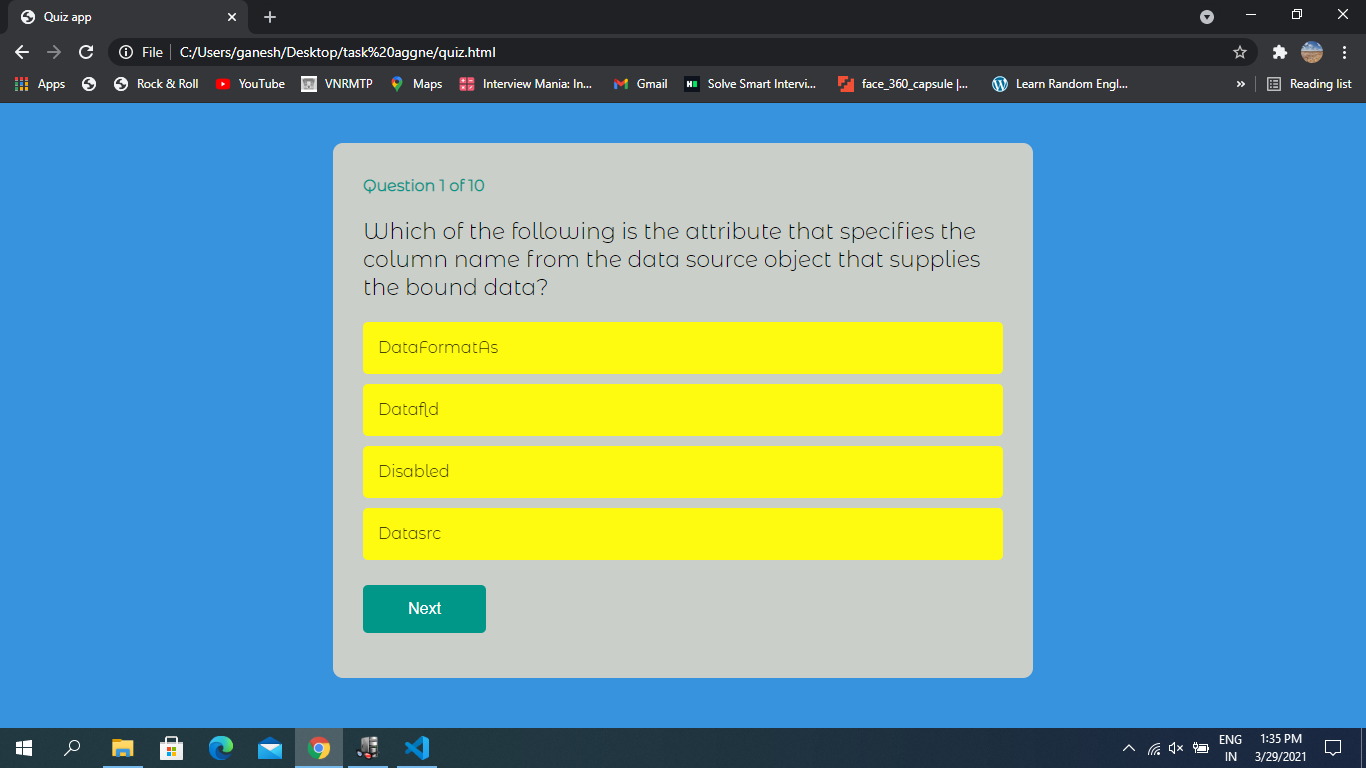 Quiz app
File C:/Users/ganesh/Desktop/task%20aggne/quiz.html
Apps Rock & Roll YouTube VNRMTP Maps Interview Mania: In... Gmail Solve Smart Intervi... face_360_capsule |... Learn Random Engl... » Reading list
Question 1 of 10
Which of the following is the attribute that specifies the
column name from the data source object that supplies
the bound data?
DataFormatAs
Datafld
Disabled
Datasrc
Next
ENG 1:35 PM
IN 3/29/2021